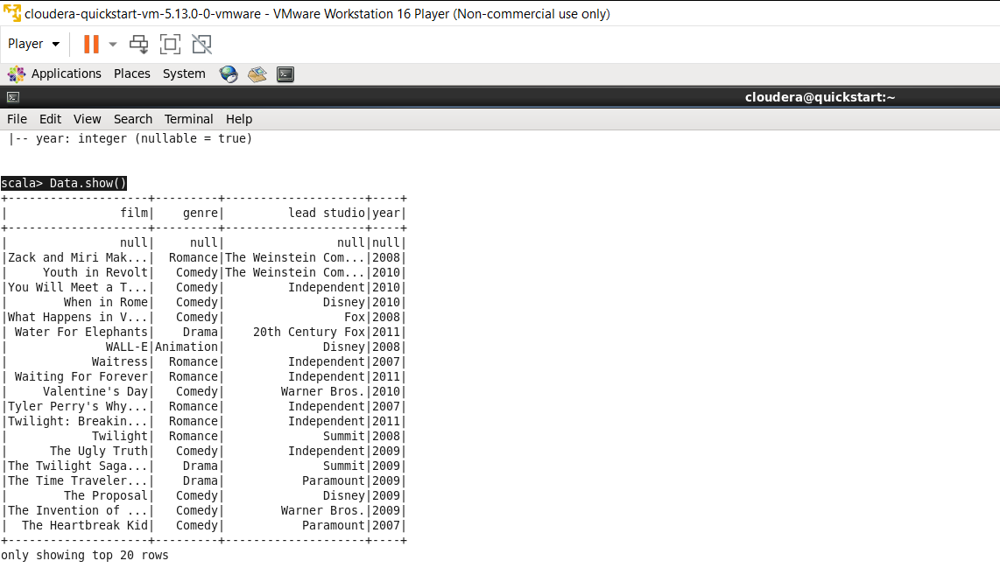 cloudera-quickstart-vm-5.13.0-0-vmware - VMware Workstation 16 Player (Non-commercial use only)
Player
Applications Places System
cloudera@quickstart:~
File Edit View Search Terminal Help
 |-- year: integer (nullable = true)
scala> Data.show()
+--------------------+---------+--------------------+----+
|                film|    genre|         lead studio|year|
+--------------------+---------+--------------------+----+
|                null|     null|                null|null|
|Zack and Miri Mak...|  Romance|The Weinstein Com...|2008|
|     Youth in Revolt|   Comedy|The Weinstein Com...|2010|
|You Will Meet a T...|   Comedy|         Independent|2010|
|        When in Rome|   Comedy|              Disney|2010|
|What Happens in V...|   Comedy|                 Fox|2008|
| Water For Elephants|    Drama|    20th Century Fox|2011|
|              WALL-E|Animation|              Disney|2008|
|            Waitress|  Romance|         Independent|2007|
| Waiting For Forever|  Romance|         Independent|2011|
|     Valentine's Day|   Comedy|        Warner Bros.|2010|
|Tyler Perry's Why...|  Romance|         Independent|2007|
|Twilight: Breakin...|  Romance|         Independent|2011|
|            Twilight|  Romance|              Summit|2008|
|      The Ugly Truth|   Comedy|         Independent|2009|
|The Twilight Saga...|    Drama|              Summit|2009|
|The Time Traveler...|    Drama|           Paramount|2009|
|        The Proposal|   Comedy|              Disney|2009|
|The Invention of ...|   Comedy|        Warner Bros.|2009|
|  The Heartbreak Kid|   Comedy|           Paramount|2007|
+--------------------+---------+--------------------+----+
only showing top 20 rows